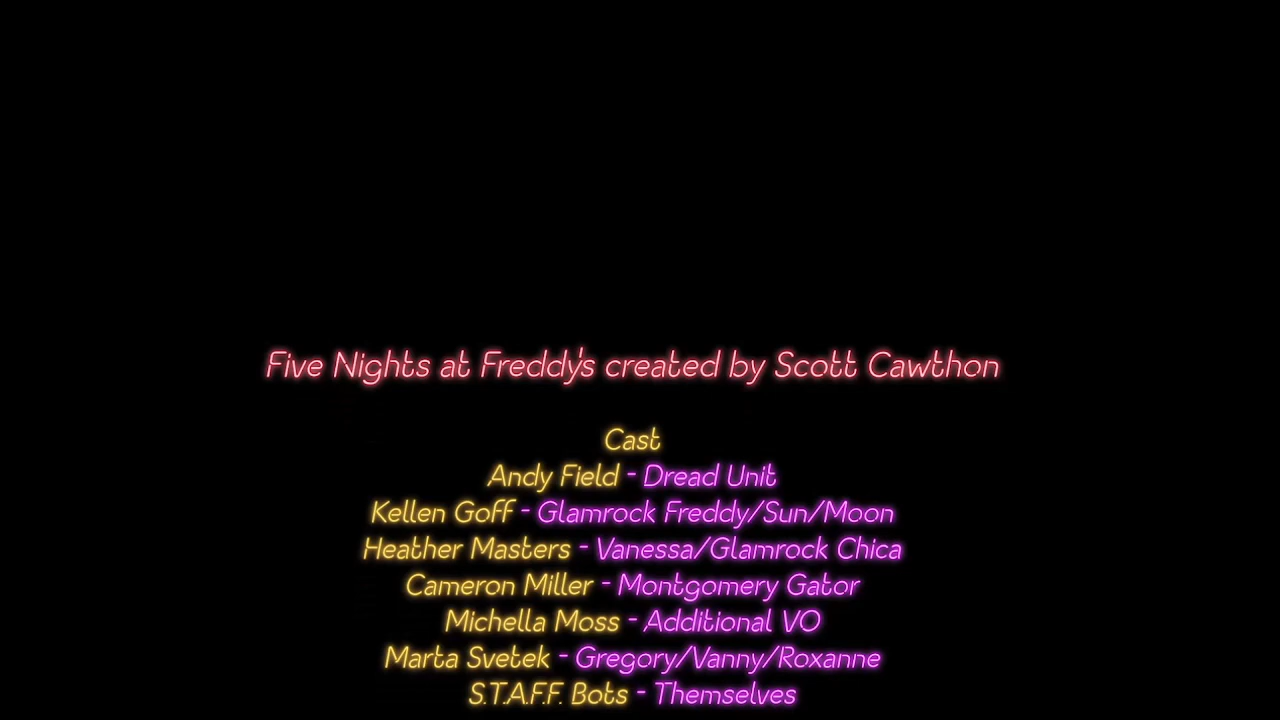 Five Nights at Freddy's created by Scott Cawthon
Cast
Andy Field - Dread Unit
Kellen Goff - Glamrock Freddy/Sun/Moon
Heather Masters - Vanessa/Glamrock Chica
Cameron Miller - Montgomery Gator
Michella Moss - Additional VO
Marta Svetek - Gregory/Vanny/Roxanne
S.T.A.F.F. Bots - Themselves